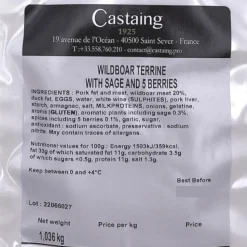 Castaing
1925
19 avenue de l'Océan - 40500 Saint Sever - France
T +33.558.760.210 - contact@castaing.pro
WILDBOAR TERRINE
WITH SAGE AND 5 BERRIES
INGREDIENTS : Pork fat and meat, wildboar meat 20%,
duck fat, EGGS, water, white wine (SULPHITES), pork liver,
starch, armagnac, salt, MILKPROTEINS, onions, gelatine,
aroma (GLUTEN), aromatic plants including sage 0.3%,
spices including 5 berries 0.1%, garlic, sugar,
antioxidant : sodium ascorbate, preservative : sodium
nitrite. May contain traces of allergans.
Nutritional values for 100g : Energy 1503kJ/359kcal,
fat 33g of which saturated fat 11g, carbohydrate 3.5g
of which sugars <0.5g, protein 11g, salt 1.3g
Keep between 0 and +4°C
Best Before
Lot : 22066027
Net weight
Price per kg
Price
1,036 kg